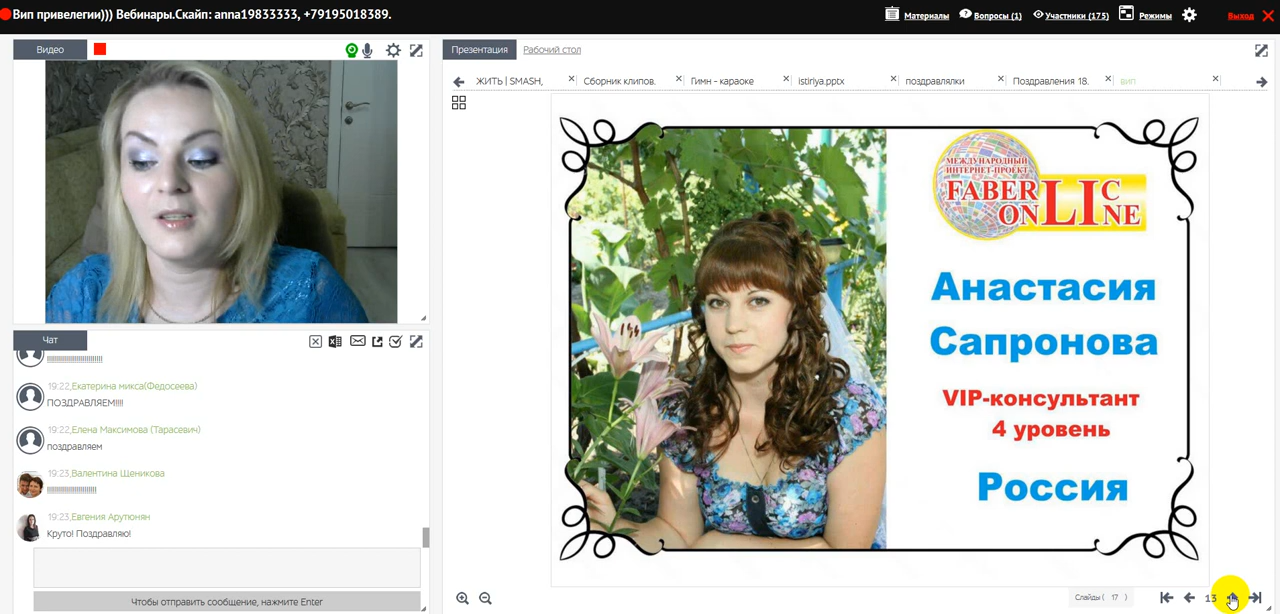 Вип привелегии))) Вебинары.Скайп: anna19833333, +79195018389.
Материалы
Вопросы (1)
Участники (175)
Режимы
Выход
Видео
Чат
!!!!!!!!!!!!!!!!!!!!!!!!!!!
19:22,Екатерина микса(Федосеева)
ПОЗДРАВЛЯЕМ!!!!
19:22,Елена Максимова (Тарасевич)
поздравляем
19:23,Валентина Щеникова
!!!!!!!!!!!!!!!!!!!!!!!!
19:23,Евгения Арутюнян
Круто! Поздравляю!
Чтобы отправить сообщение, нажмите Enter
Презентация
Рабочий стол
ЖИТЬ | SMASH,
Сборник клипов.
Гимн - караоке
istiriya.pptx
поздравлялки
Поздравления 18.
вип
МЕЖДУНАРОДНЫЙ
ИНТЕРНЕТ-ПРОЕКТ
FABERLIC
ONLINE
Анастасия
Сапронова
VIP-консультант
4 уровень
Россия
Слайды ( 17 )
13